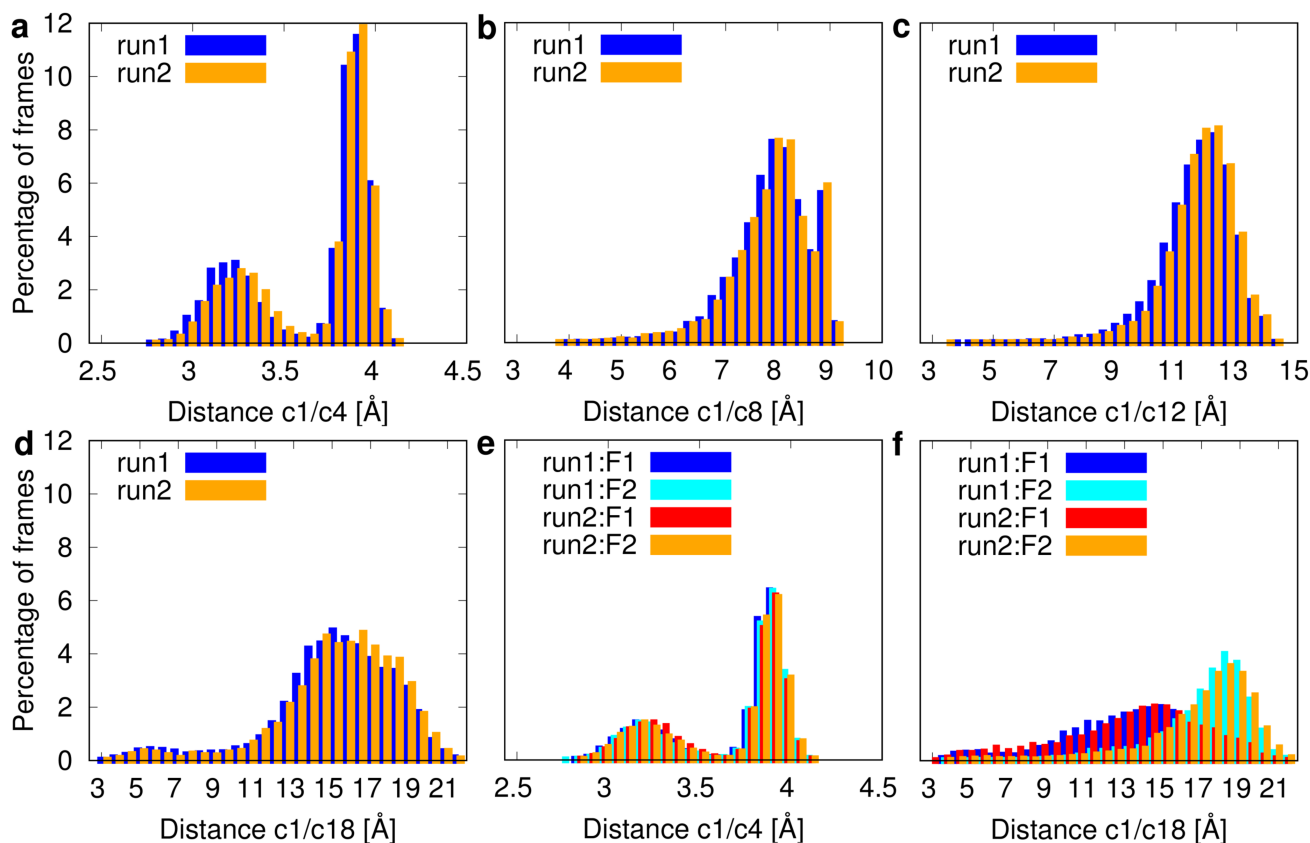 a
run1
run2
Percentage of frames
12
10
8
6
4
2
0
2.5 3 3.5 4 4.5
Distance c1/c4 [Å]
b
run1
run2
3 4 5 6 7 8 9 10
Distance c1/c8 [Å]
c
run1
run2
3 5 7 9 11 13 15
Distance c1/c12 [Å]
d
run1
run2
Percentage of frames
12
10
8
6
4
2
0
3 5 7 9 11 13 15 17 19 21
Distance c1/c18 [Å]
e
run1:F1
run1:F2
run2:F1
run2:F2
2.5 3 3.5 4 4.5
Distance c1/c4 [Å]
f
run1:F1
run1:F2
run2:F1
run2:F2
3 5 7 9 11 13 15 17 19 21
Distance c1/c18 [Å]